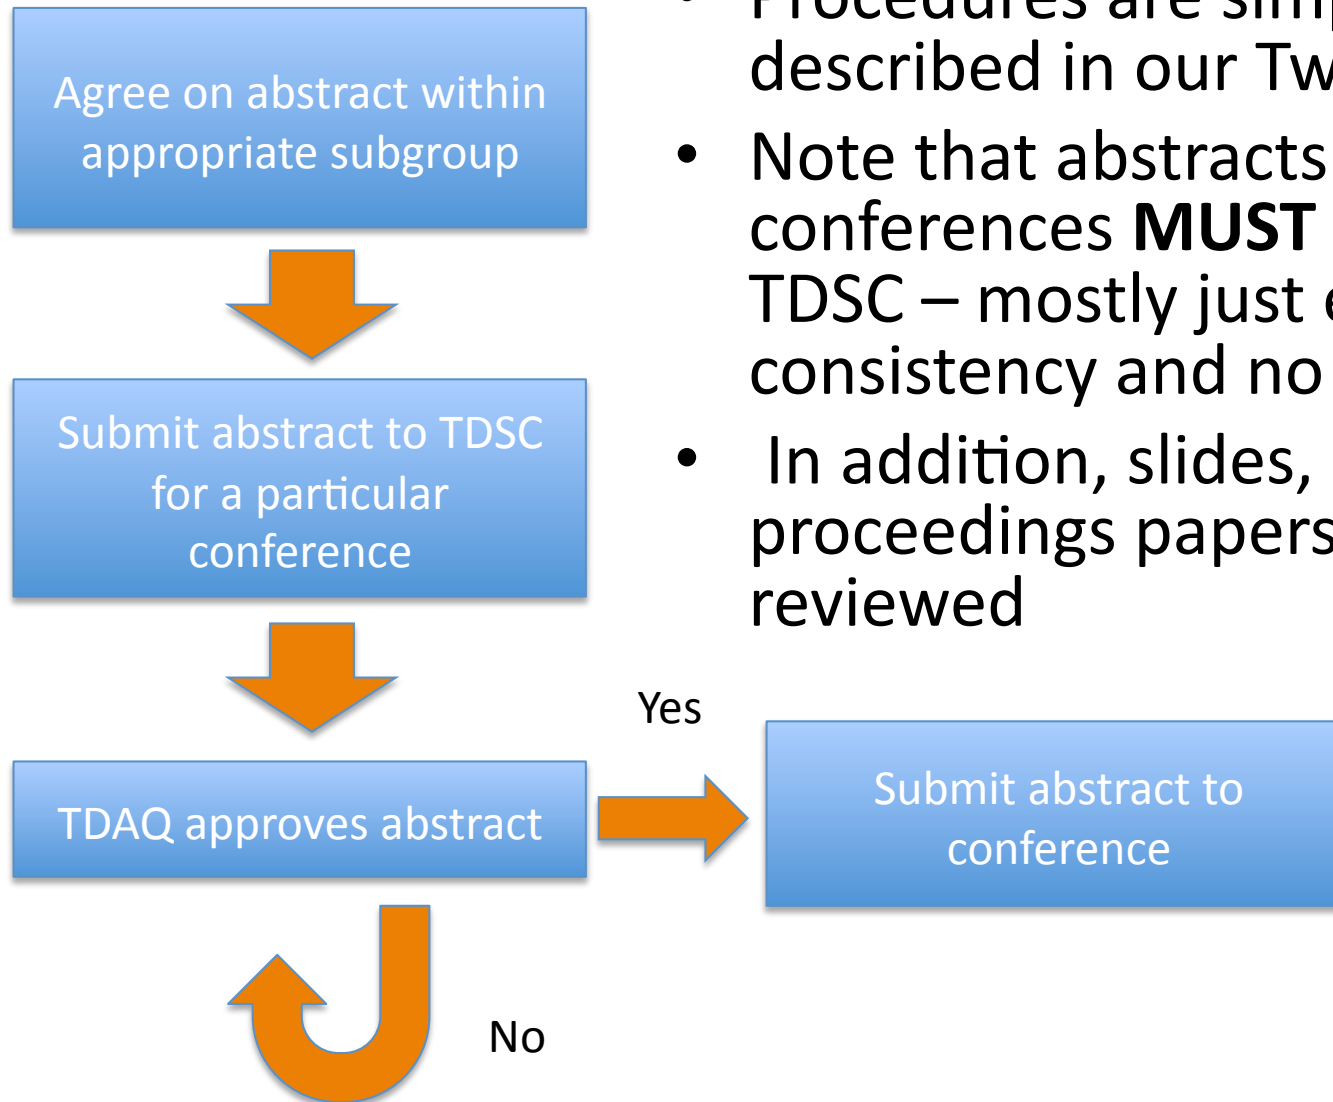 Agree on abstract within
appropriate subgroup
Submit abstract to TDSC
for a particular
conference
TDAQ approves abstract
Yes
Submit abstract to
conference
No
• Procedures are
described in our
• Note that abstracts
conferences MUST
TDSC – mostly just
consistency and no
• In addition, slides,
proceedings papers
reviewed